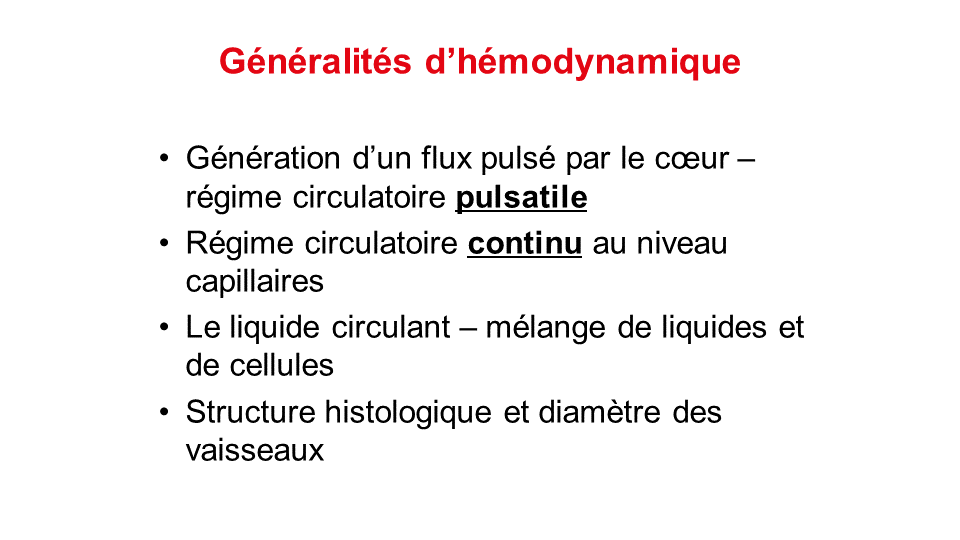 Généralités d’hémodynamique
• Génération d’un flux pulsé par le cœur –
régime circulatoire pulsatile
• Régime circulatoire continu au niveau
capillaires
• Le liquide circulant – mélange de liquides et
de cellules
• Structure histologique et diamètre des
vaisseaux